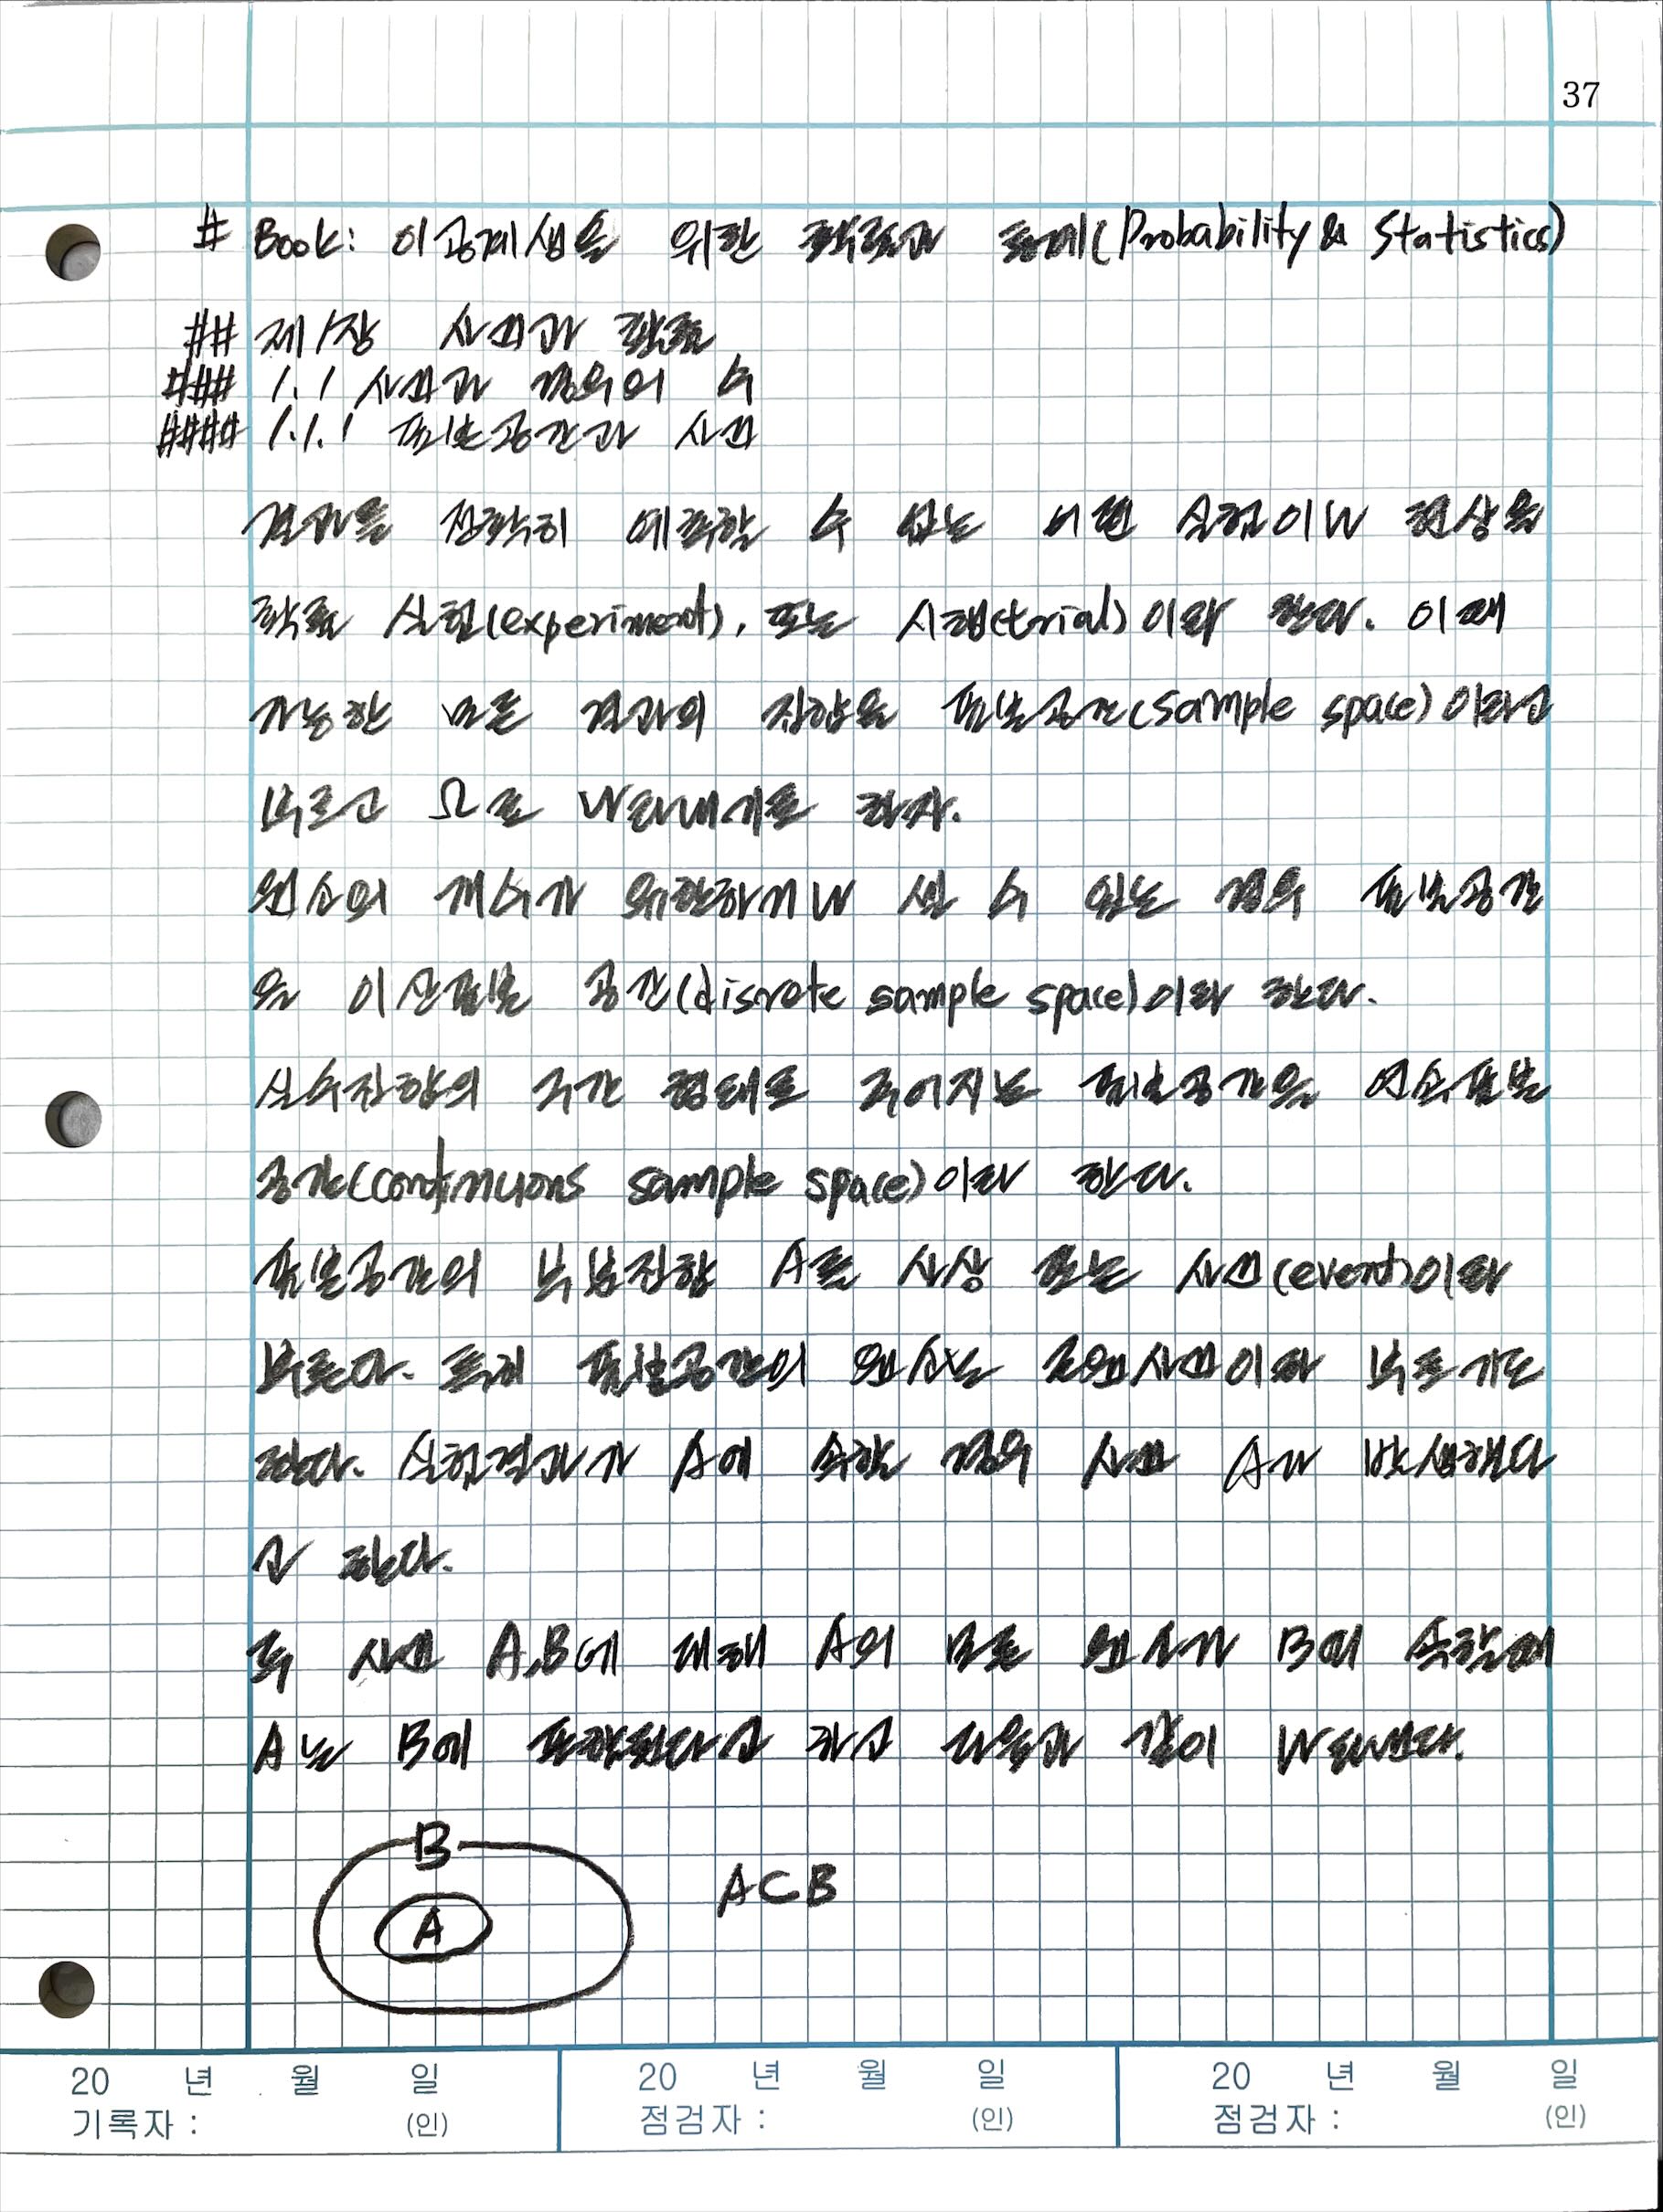 37
# Book: 이공계생을 위한 확률과 통계(Probability & Statistics)
## 제1장 사건과 확률
### 1.1 사건과 경우의 수
#### 1.1.1 표본공간과 사건
결과를 정확히 예측할 수 없는 어떤 실험이나 현상을
확률 실험(experiment), 또는 시행(trial)이라 한다. 이때
가능한 모든 결과의 집합을 표본공간(sample space)이라고
부르고 Ω로 나타내기로 하자.
원소의 개수가 유한하거나 셀 수 있는 경우 표본공간
을 이산표본 공간(disrete sample space)이라 한다.
실수집합의 구간 형태로 주어지는 표본공간을 연속표본
공간(continuous sample space)이라 한다.
표본공간의 부분집합 A를 사상 또는 사건(event)이라
부른다. 특히 표본공간의 원소는 근원사건이라 부르기도
한다. 실험결과가 A에 속할 경우 사건 A가 발생했다
고 한다.
두 사건 A,B에 대해 A의 모든 원소가 B에 속할때
A는 B에 포함된다고 하고 다음과 같이 나타낸다.
B
A
A⊂B
20 년 월 일 20 년 월 일 20 년 월 일
기록자 : (인) 점검자 : (인) 점검자 : (인)